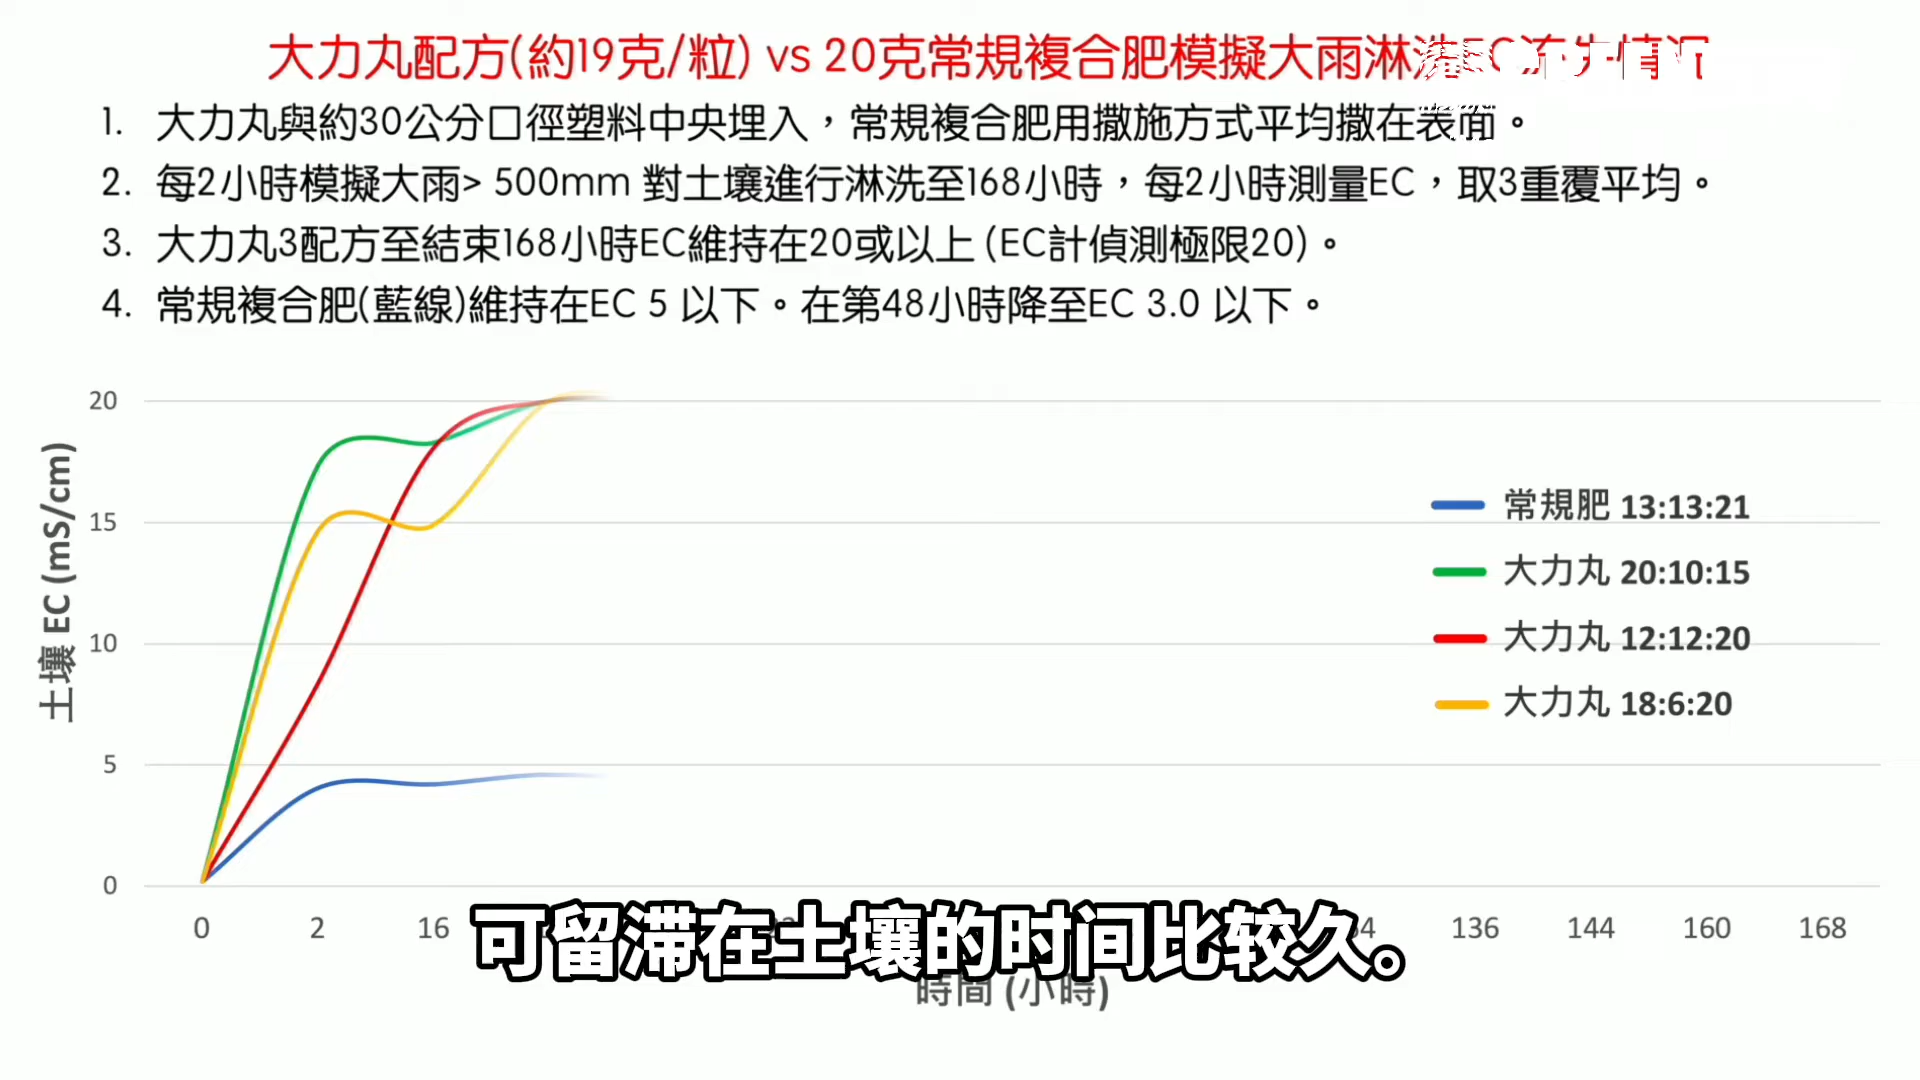 大力丸配方(約19克/粒) vs 20克常規複合肥模擬大雨淋洗EC流失情況
1. 大力丸與約30公分口徑塑料中央埋入，常規複合肥用撒施方式平均撒在表面。
2. 每2小時模擬大雨> 500mm 對土壤進行淋洗至168小時，每2小時測量EC，取3重覆平均。
3. 大力丸3配方至結束168小時EC維持在20或以上 (EC計偵測極限20)。
4. 常規複合肥(藍線)維持在EC 5 以下。在第48小時降至EC 3.0 以下。
土壤 EC (mS/cm)
20
15
10
5
0
常規肥 13:13:21
大力丸 20:10:15
大力丸 12:12:20
大力丸 18:6:20
0 2 16 136 144 160 168
可留滞在土壤的时间比较久。
時間 (小時)